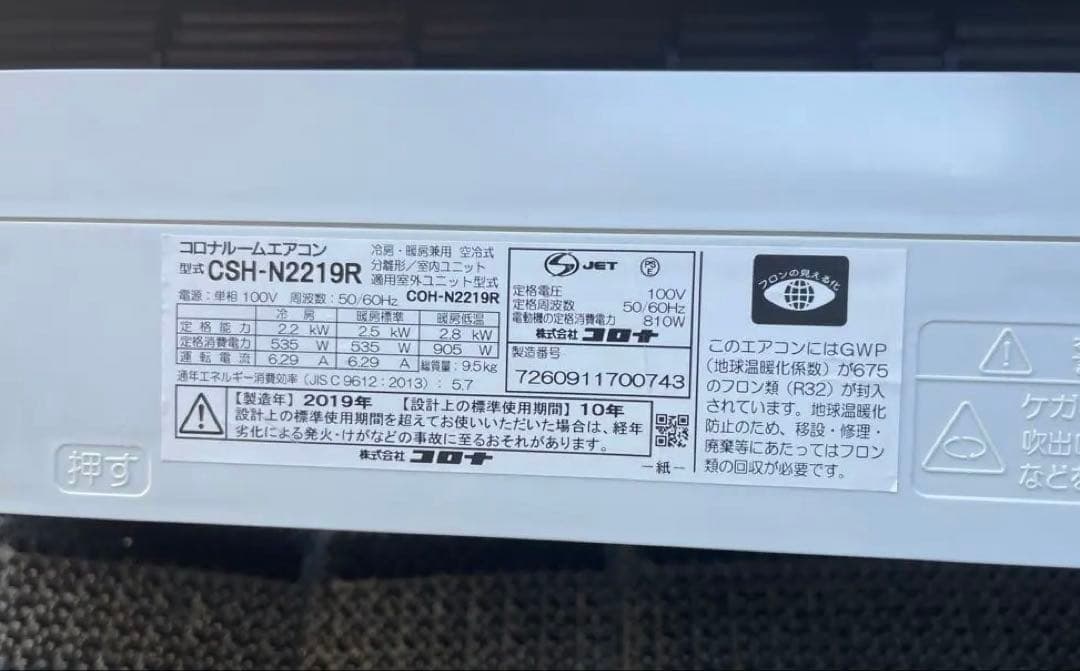 コロナルームエアコン
型式 CSH-N2219R
冷房・暖房兼用 空冷式
分離形/室内ユニット
適用室外ユニット型式
COH-N2219R
電源:単相 100V 周波数:50/60Hz
冷房 暖房標準 暖房低温
定格能力 2.2 kW 2.5 kW 2.8 kW
定格消費電力 535 W 535 W 905 W
運転電流 6.29 A 6.29 A 総質量:9.5kg
通年エネルギー消費効率(JIS C 9612:2013):5.7
【製造年】2019年 【設計上の標準使用期間】10年
設計上の標準使用期間を超えてお使いいただいた場合は、経年
劣化による発火・けがなどの事故に至るおそれがあります。
株式会社 コロナ
JET PSE
定格電圧 100V
定格周波数 50/60Hz
電動機の定格消費電力 810W
株式会社 コロナ
製造番号
7260911700743
-紙-
フロンの見える化
このエアコンにはGWP
(地球温暖化係数)が675
のフロン類(R32)が封入
されています。地球温暖化
防止のため、移設・修理・
廃棄等にあたってはフロン
類の回収が必要です。
押す
ケガ
吹出
などを